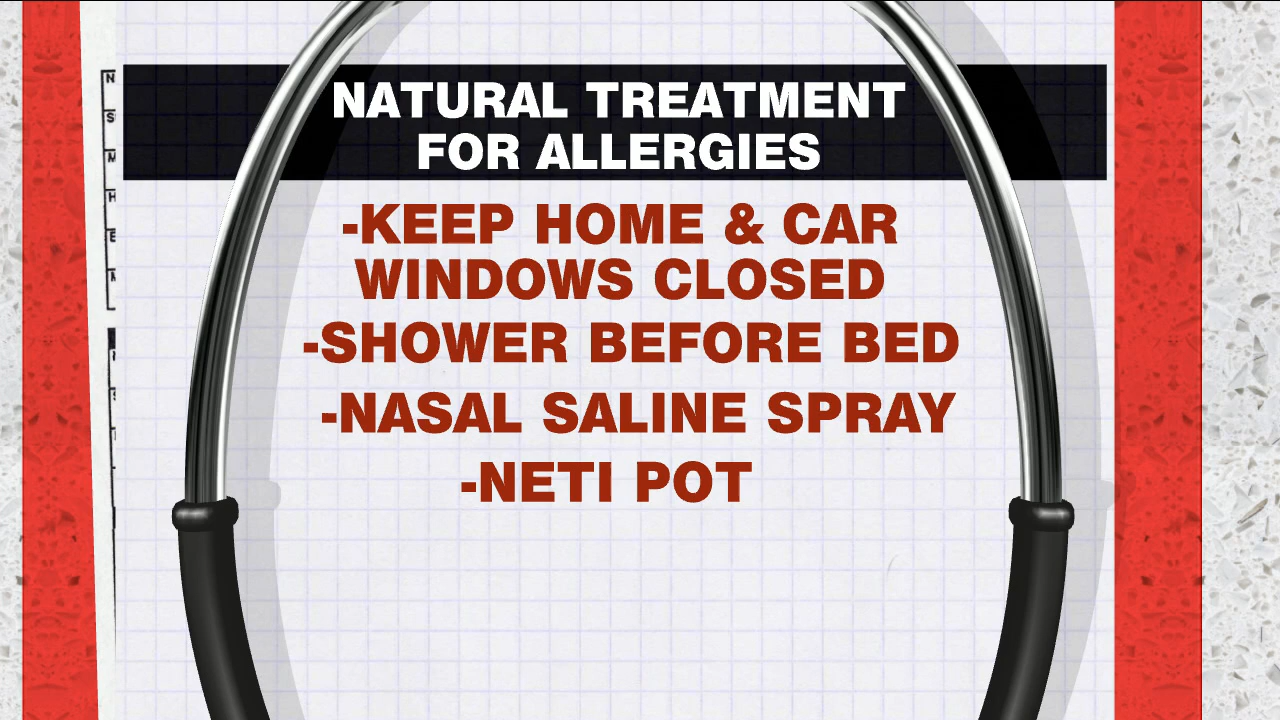 NATURAL TREATMENT
FOR ALLERGIES
-KEEP HOME & CAR
WINDOWS CLOSED
-SHOWER BEFORE BED
-NASAL SALINE SPRAY
-NETI POT